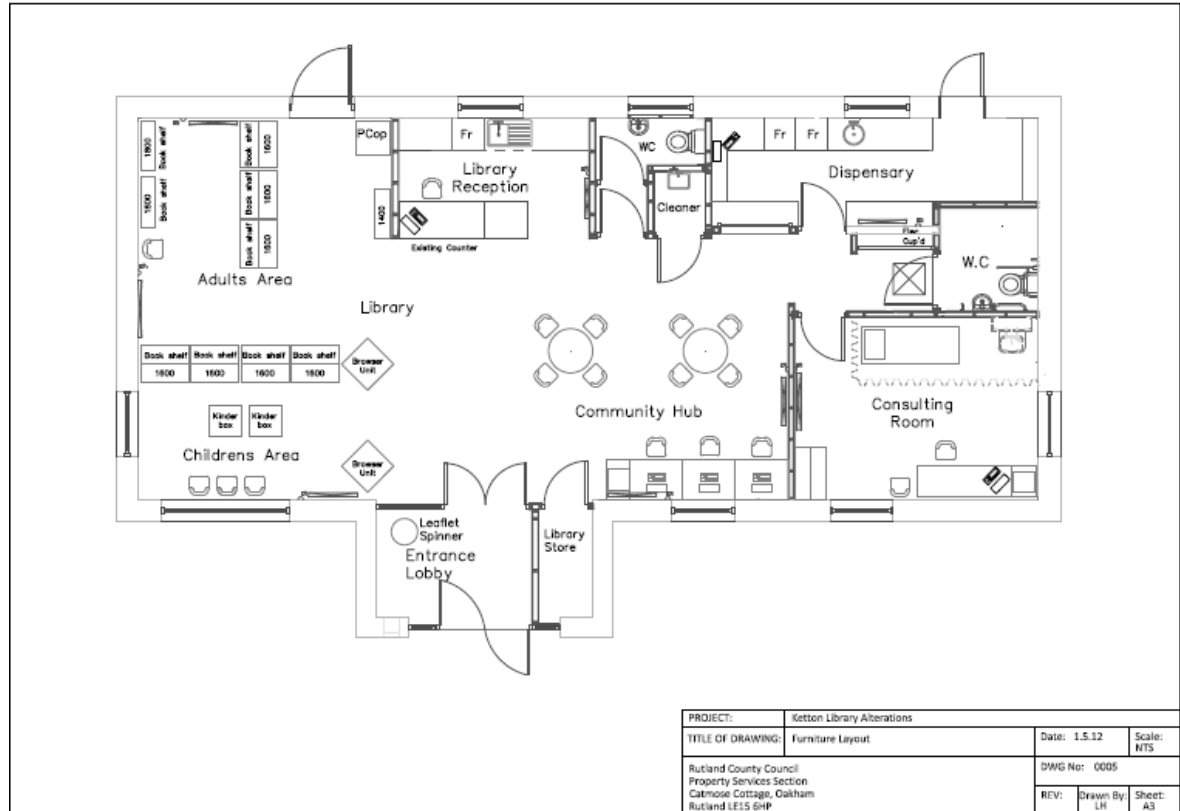 PCop
Fr
WC
Fr
Fr
Library
Reception
Dispensary
Cleaner
1800
Book shelf
Book shelf
1600
1600
Book shelf
Book shelf
1600
Book shelf
1600
1400
Existing Counter
Elec
Cup'd
W.C
Adults Area
Library
Book shelf
Book shelf
Book shelf
Book shelf
1600
1600
1600
1600
Browser
Unit
Kinder
box
Kinder
box
Community Hub
Consulting
Room
Childrens Area
Browser
Unit
Leaflet
Spinner
Entrance
Lobby
Library
Store
PROJECT: Ketton Library Alterations
TITLE OF DRAWING: Furniture Layout
Date: 1.5.12
Scale:
NTS
Rutland County Council
Property Services Section
Catmose Cottage, Oakham
Rutland LE15 6HP
DWG No: 0005
REV:
Drawn By:
LH
Sheet:
A3